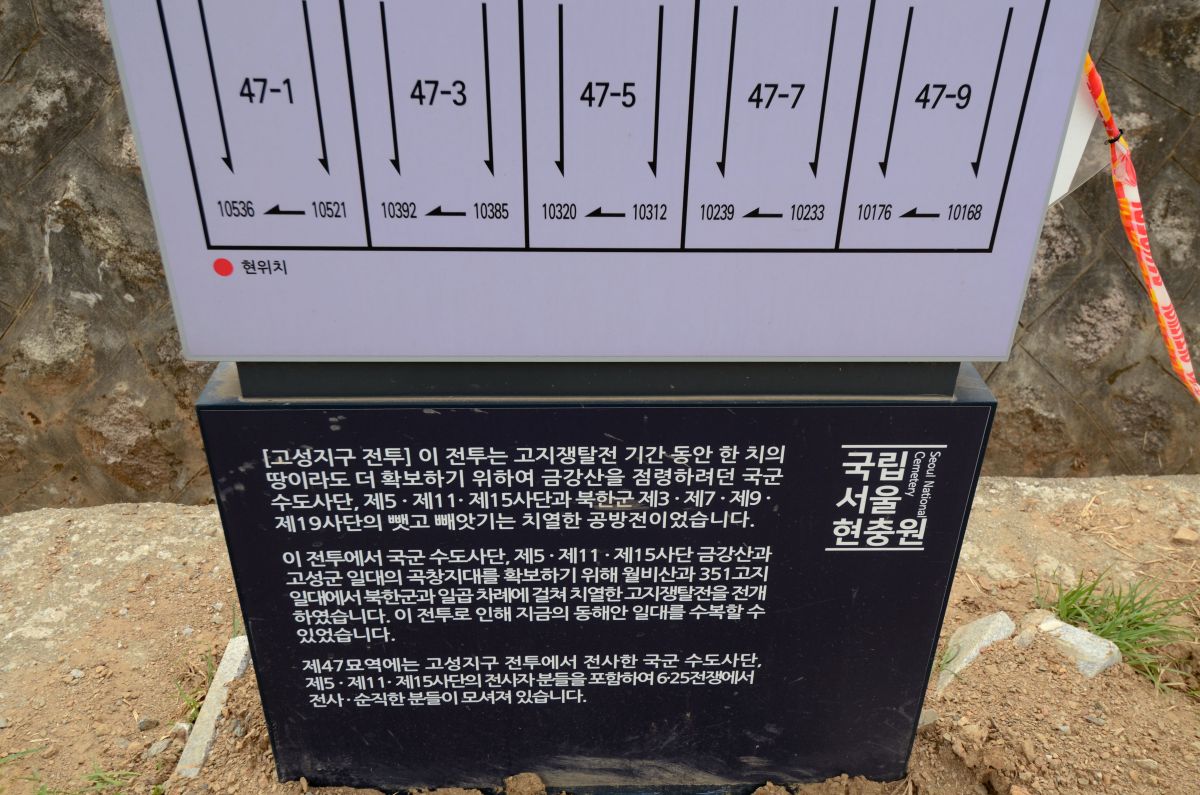 47-1 47-3 47-5 47-7 47-9
10536 10521 10392 10385 10320 10312 10239 10233 10176 10168
현위치
[고성지구 전투] 이 전투는 고지쟁탈전 기간 동안 한 치의
땅이라도 더 확보하기 위하여 금강산을 점령하려던 국군
수도사단, 제5·제11·제15사단과 북한군 제3·제7·제9·
제19사단의 뺏고 빼앗기는 치열한 공방전이었습니다.
이 전투에서 국군 수도사단, 제5·제11·제15사단 금강산과
고성군 일대의 곡창지대를 확보하기 위해 월비산과 351고지
일대에서 북한군과 일곱 차례에 걸쳐 치열한 고지쟁탈전을 전개
하였습니다. 이 전투로 인해 지금의 동해안 일대를 수복할 수
있었습니다.
제47묘역에는 고성지구 전투에서 전사한 국군 수도사단,
제5·제11·제15사단의 전사자 분들을 포함하여 6·25전쟁에서
전사·순직한 분들이 모셔져 있습니다.
국립
서울
현충원
Seoul National
Cemetery